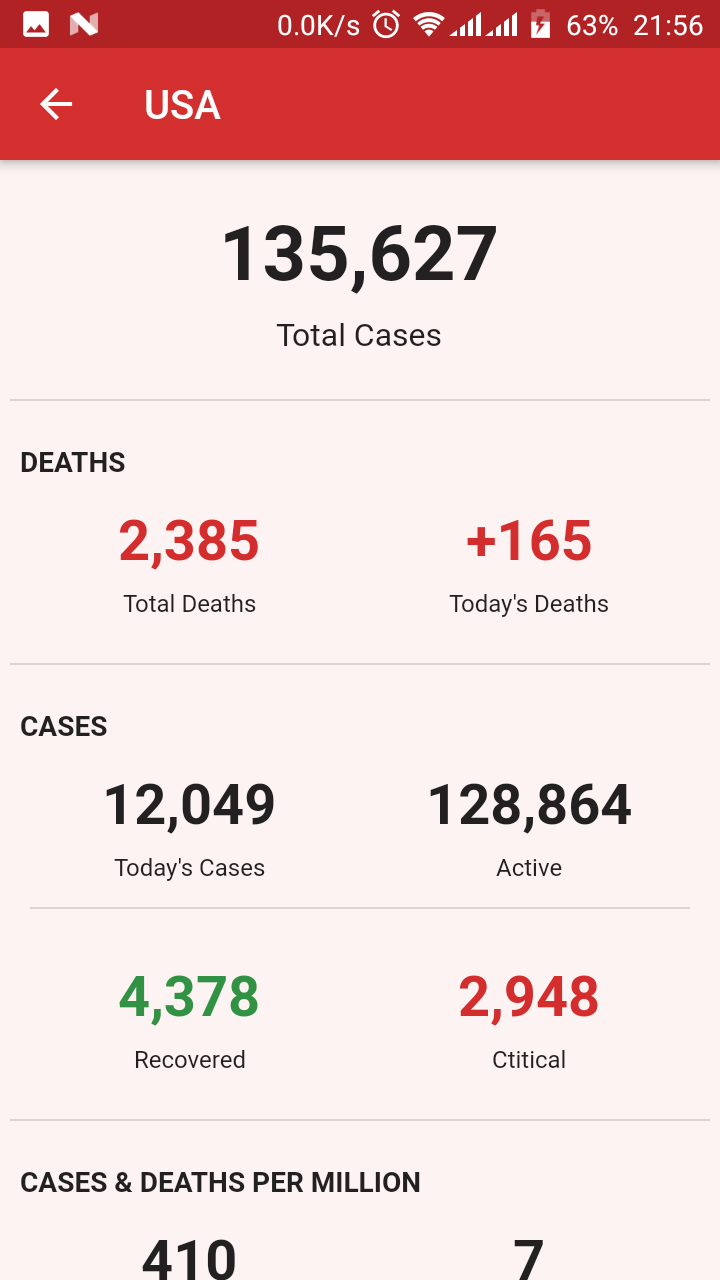 0.0K/s 63% 21:56
USA
135,627
Total Cases
DEATHS
2,385 +165
Total Deaths Today's Deaths
CASES
12,049 128,864
Today's Cases Active
4,378 2,948
Recovered Ctitical
CASES & DEATHS PER MILLION
410 7